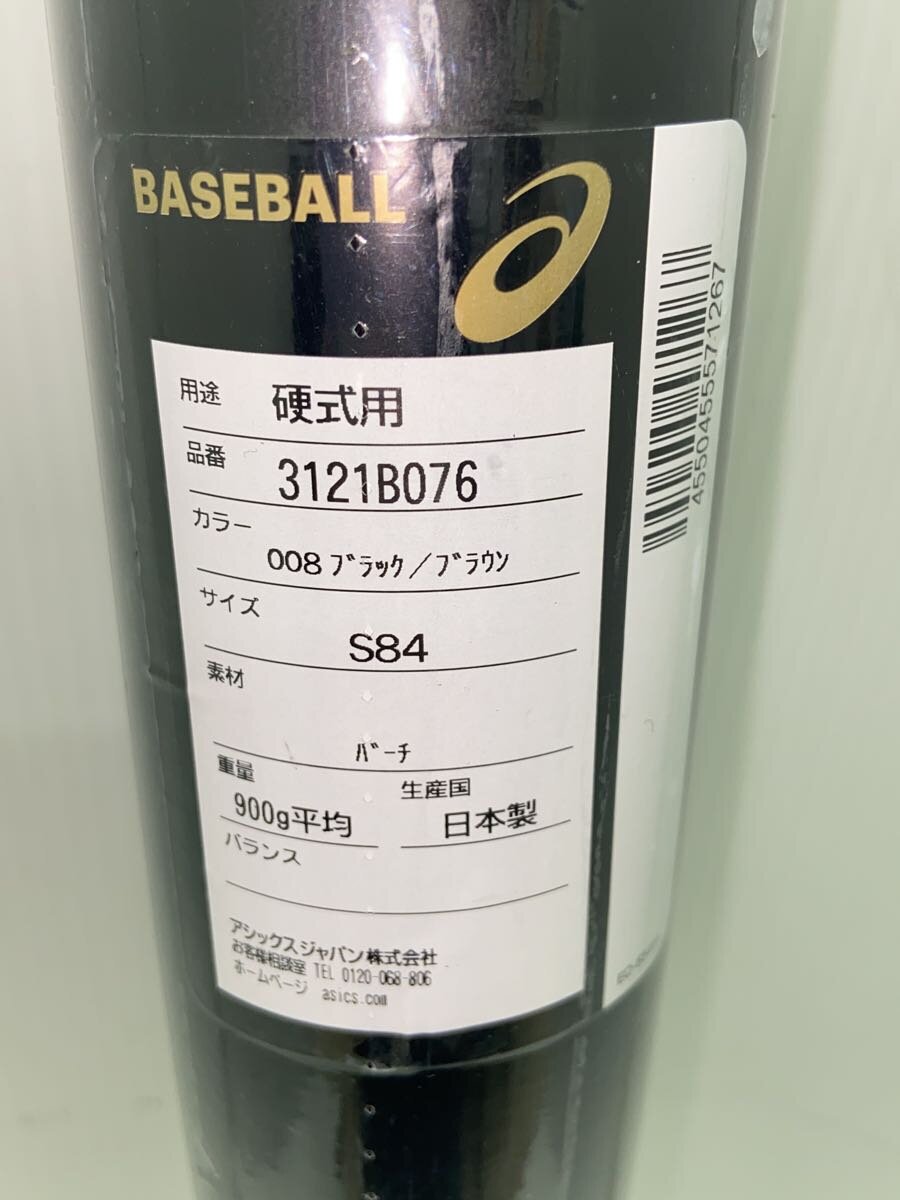 BASEBALL
用途 硬式用
品番 3121B076
カラー
008 ﾌﾞﾗｯｸ／ﾌﾞﾗｳﾝ
サイズ
S84
素材
ﾊﾞｰﾁ
重量 生産国
900g平均 日本製
バランス
アシックスジャパン株式会社
お客様相談室 TEL 0120-068-806
ホームページ asics.com
4550455571267